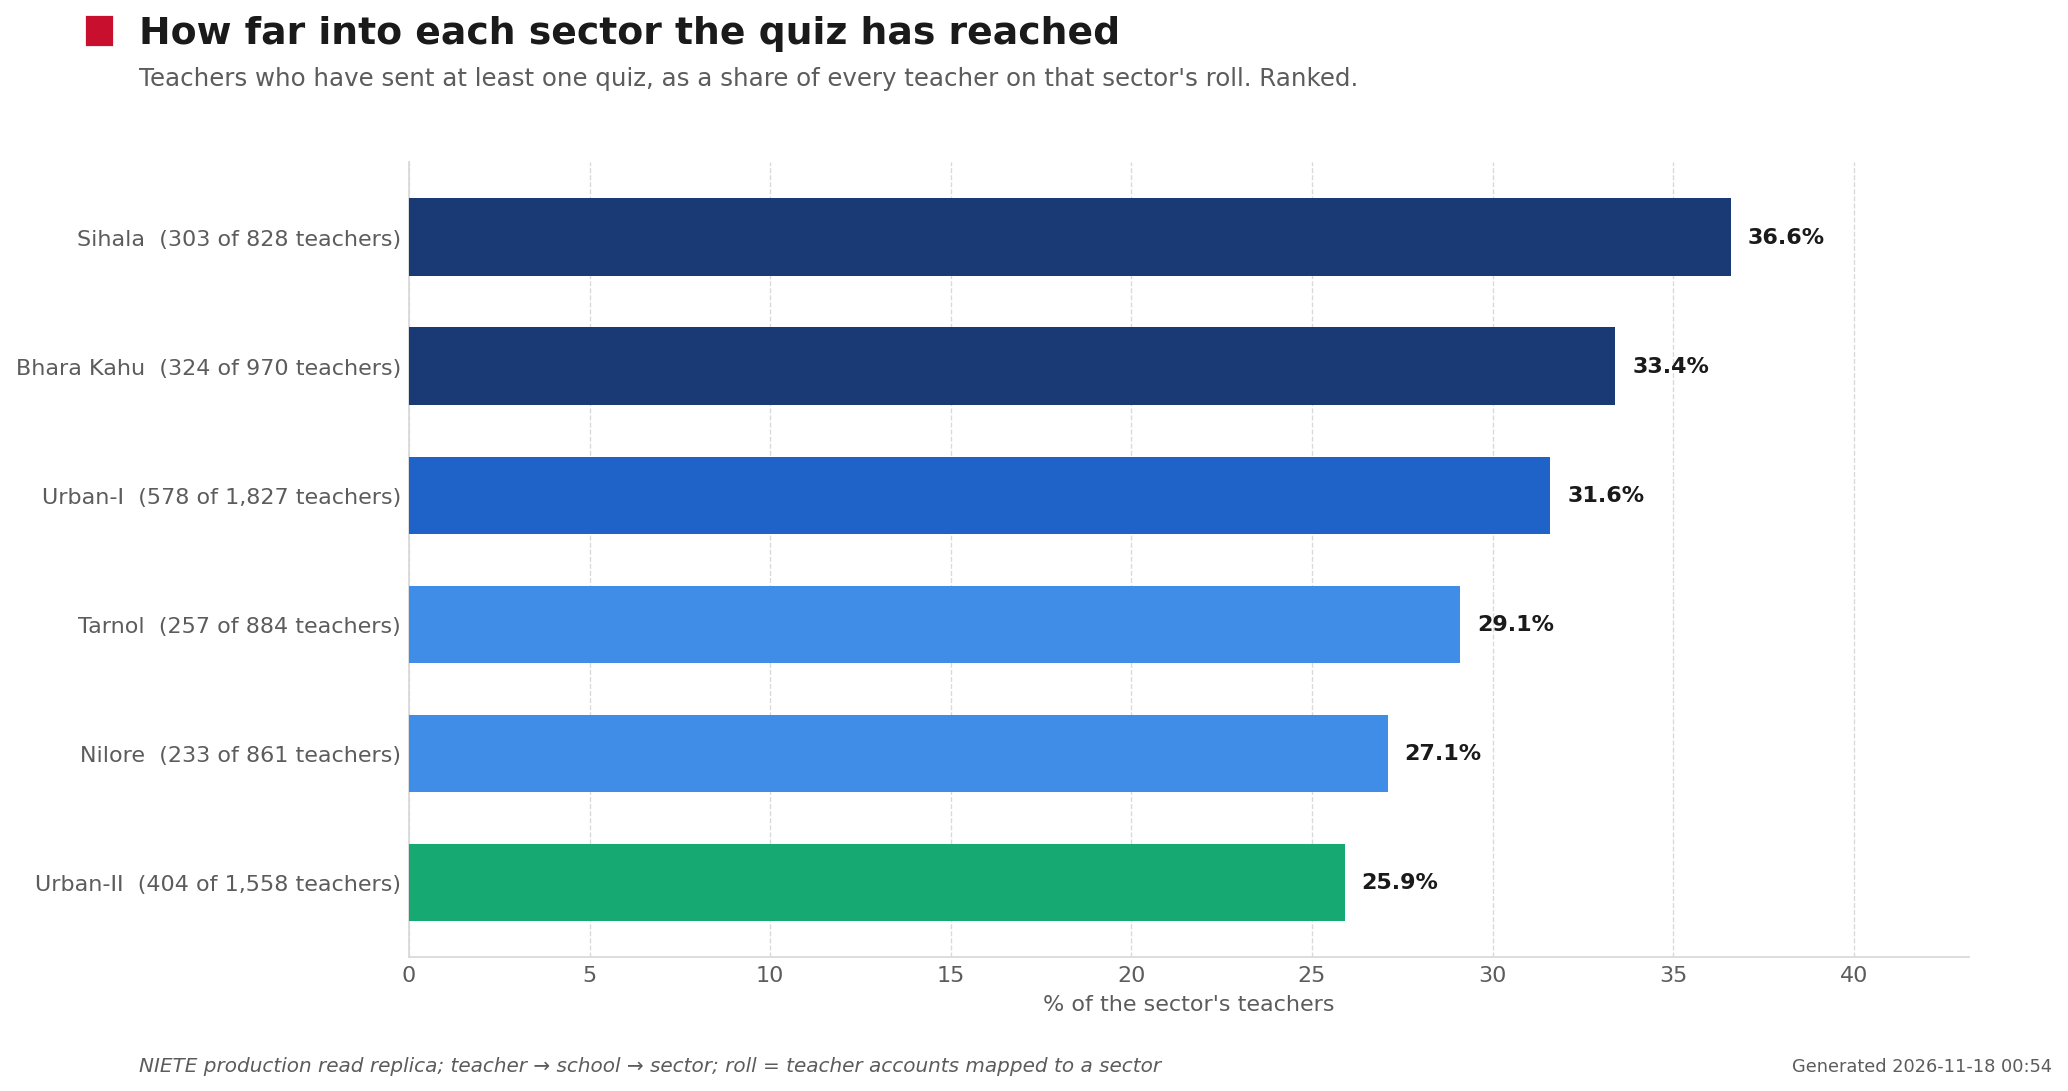 How far into each sector the quiz has reached
Teachers who have sent at least one quiz, as a share of every teacher on that sector's roll. Ranked.
Sihala (303 of 828 teachers) 36.6%
Bhara Kahu (324 of 970 teachers) 33.4%
Urban-I (578 of 1,827 teachers) 31.6%
Tarnol (257 of 884 teachers) 29.1%
Nilore (233 of 861 teachers) 27.1%
Urban-II (404 of 1,558 teachers) 25.9%
0 5 10 15 20 25 30 35 40
% of the sector's teachers
NIETE production read replica; teacher → school → sector; roll = teacher accounts mapped to a sector
Generated 2026-11-18 00:54